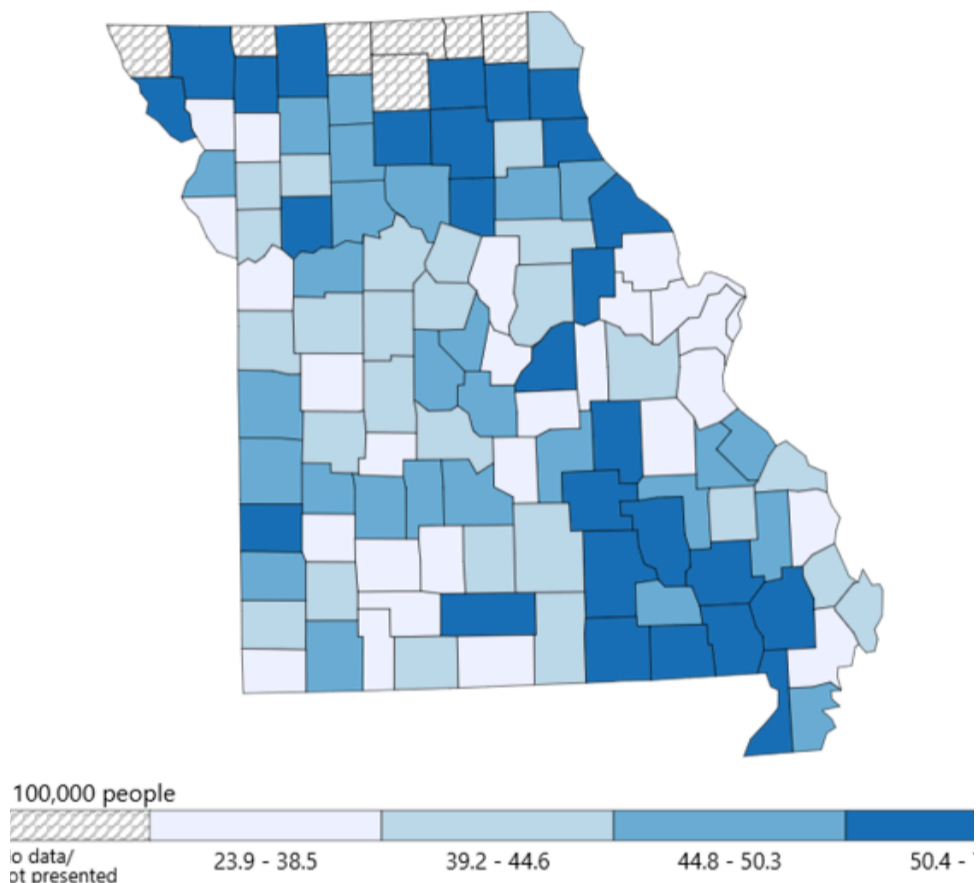 100,000 people
o data/
ot presented
23.9 - 38.5
39.2 - 44.6
44.8 - 50.3
50.4 -